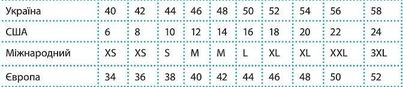 Україна 40 42 44 46 48 50 52 54 56 58
США 6 8 10 12 14 16 18 20 22 24
Міжнародний XS XS S M M L XL XL XXL 3XL
Європа 34 36 38 40 42 44 46 48 50 52